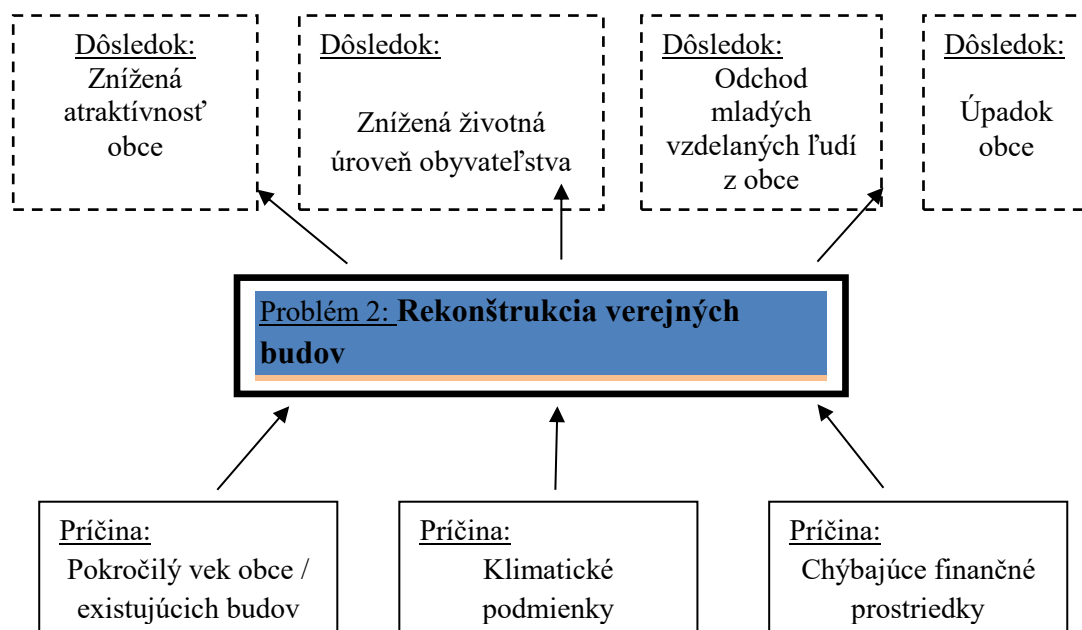 Dôsledok:
Znížená
atraktívnosť
obce
Dôsledok:
Znížená životná
úroveň obyvateľstva
Dôsledok:
Odchod
mladých
vzdelaných ľudí
z obce
Dôsledok:
Úpadok
obce
Problém 2: Rekonštrukcia verejných
budov
Príčina:
Pokročilý vek obce /
existujúcich budov
Príčina:
Klimatické
podmienky
Príčina:
Chýbajúce finančné
prostriedky